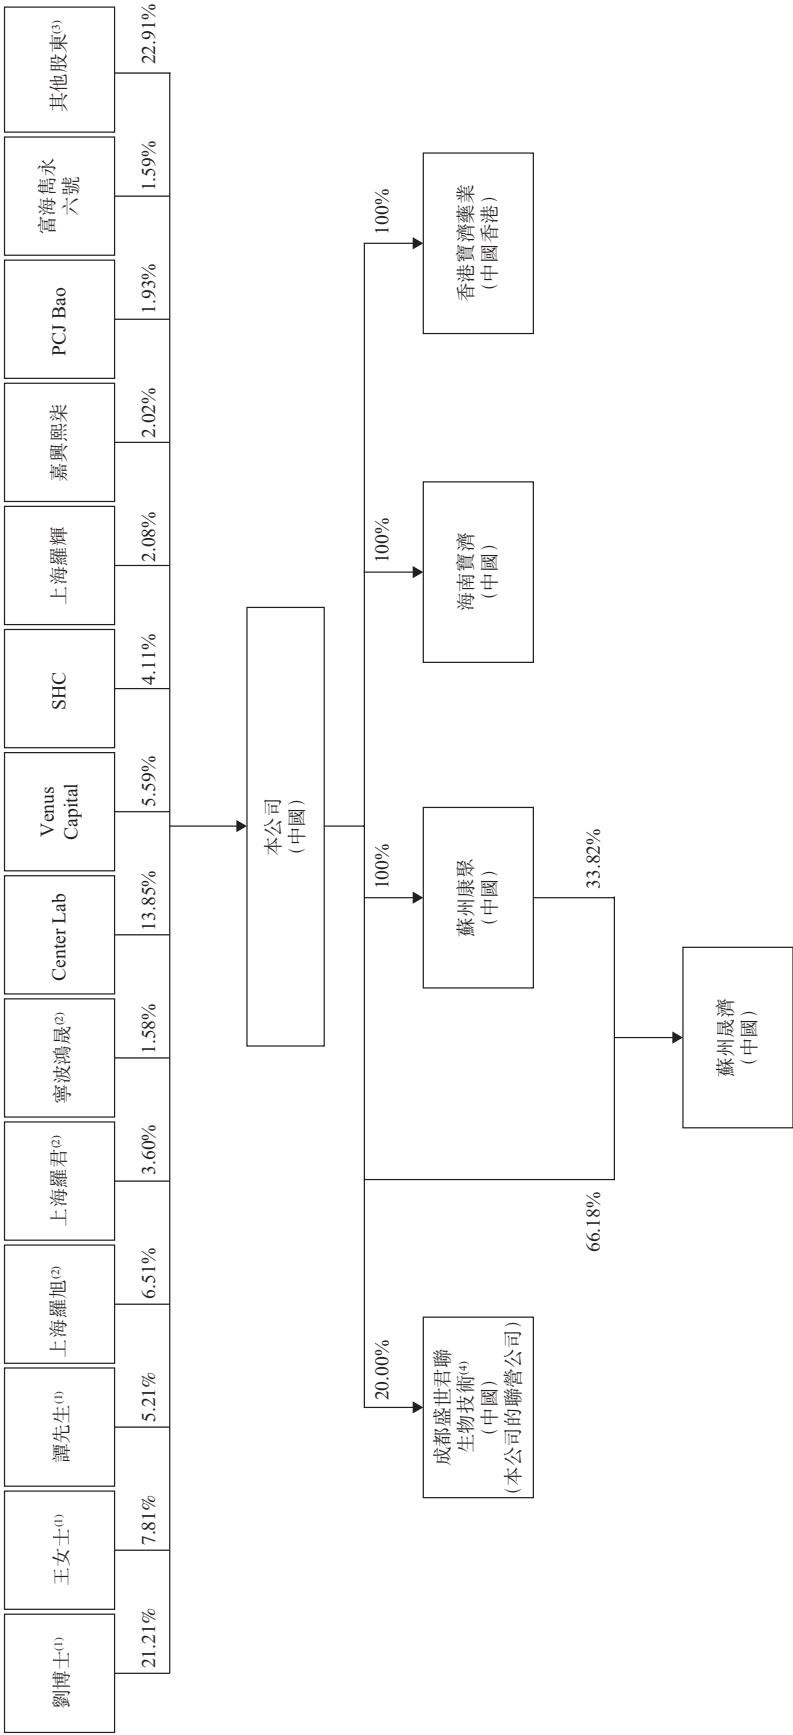 劉博士(1)
王女士(1)
譚先生(1)
上海羅旭(2)
上海羅君(2)
寧波鴻晟(2)
Center Lab
Venus
Capital
SHC
上海羅輝
嘉興熙柒
PCJ Bao
富海雋永
六號
其他股東(3)
21.21%
7.81%
5.21%
6.51%
3.60%
1.58%
13.85%
5.59%
4.11%
2.08%
2.02%
1.93%
1.59%
22.91%
本公司
(中國)
20.00%
100%
100%
100%
成都盛世君聯
生物技術(4)
(中國)
(本公司的聯營公司)
蘇州康聚
(中國)
海南寶濟
(中國)
香港寶濟藥業
(中國香港)
66.18%
33.82%
蘇州晟濟
(中國)